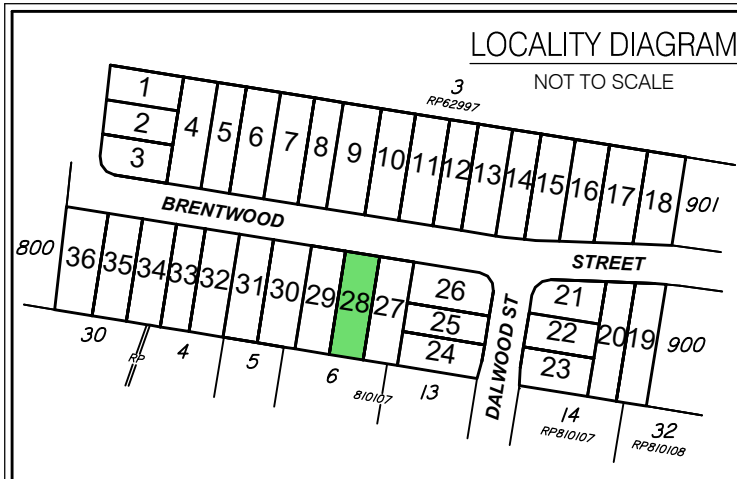 LOCALITY DIAGRAM
NOT TO SCALE
3
RP62997
1
2
3
4 5 6 7 8 9 10 11 12 13 14 15 16 17 18 901
BRENTWOOD
STREET
800 36 35 34 33 32 31 30 29 28 27
26
25
24
DALWOOD ST
21
22
23
20 19 900
30
RP
4
5
6
810107
13
14
RP810107
32
RP810108